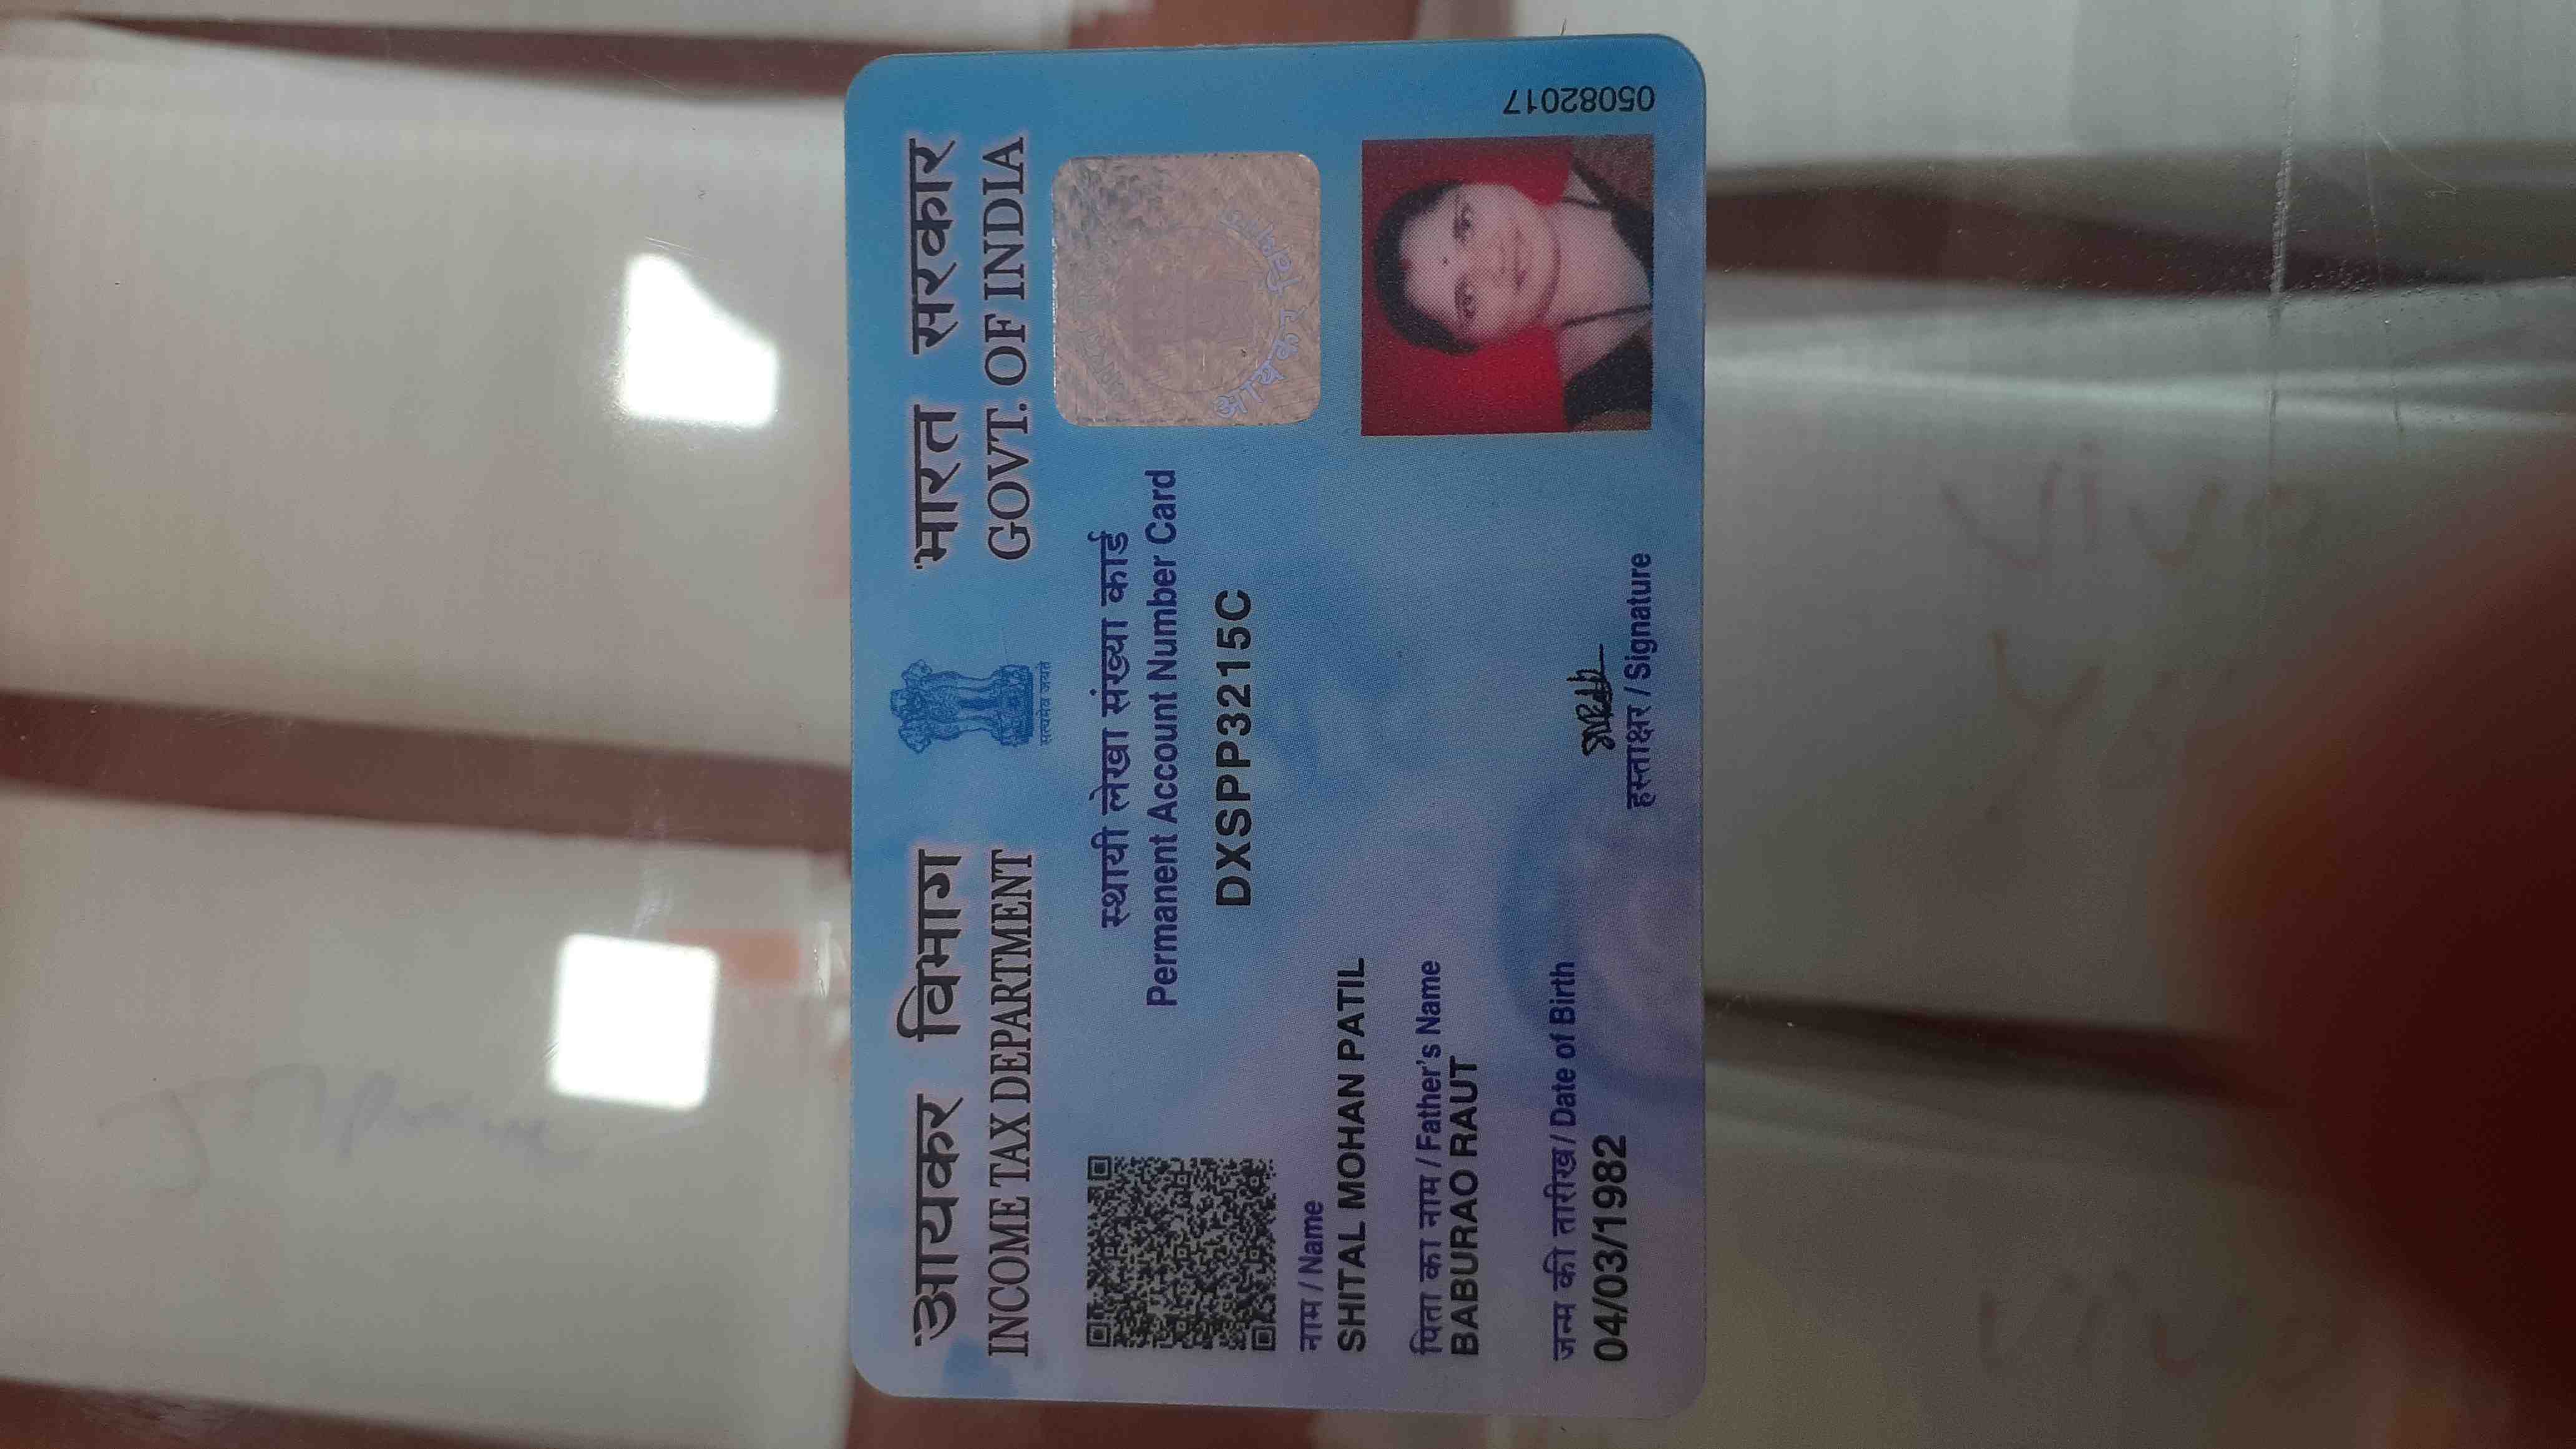 आयकर विभाग
INCOME TAX DEPARTMENT
सत्यमेव जयते
भारत सरकार
GOVT. OF INDIA
स्थायी लेखा संख्या कार्ड
Permanent Account Number Card
DXSPP3215C
आयकर विभाग
नाम / Name
SHITAL MOHAN PATIL
पिता का नाम / Father's Name
BABURAO RAUT
जन्म की तारीख / Date of Birth
04/03/1982
हस्ताक्षर / Signature
05082017
vivo